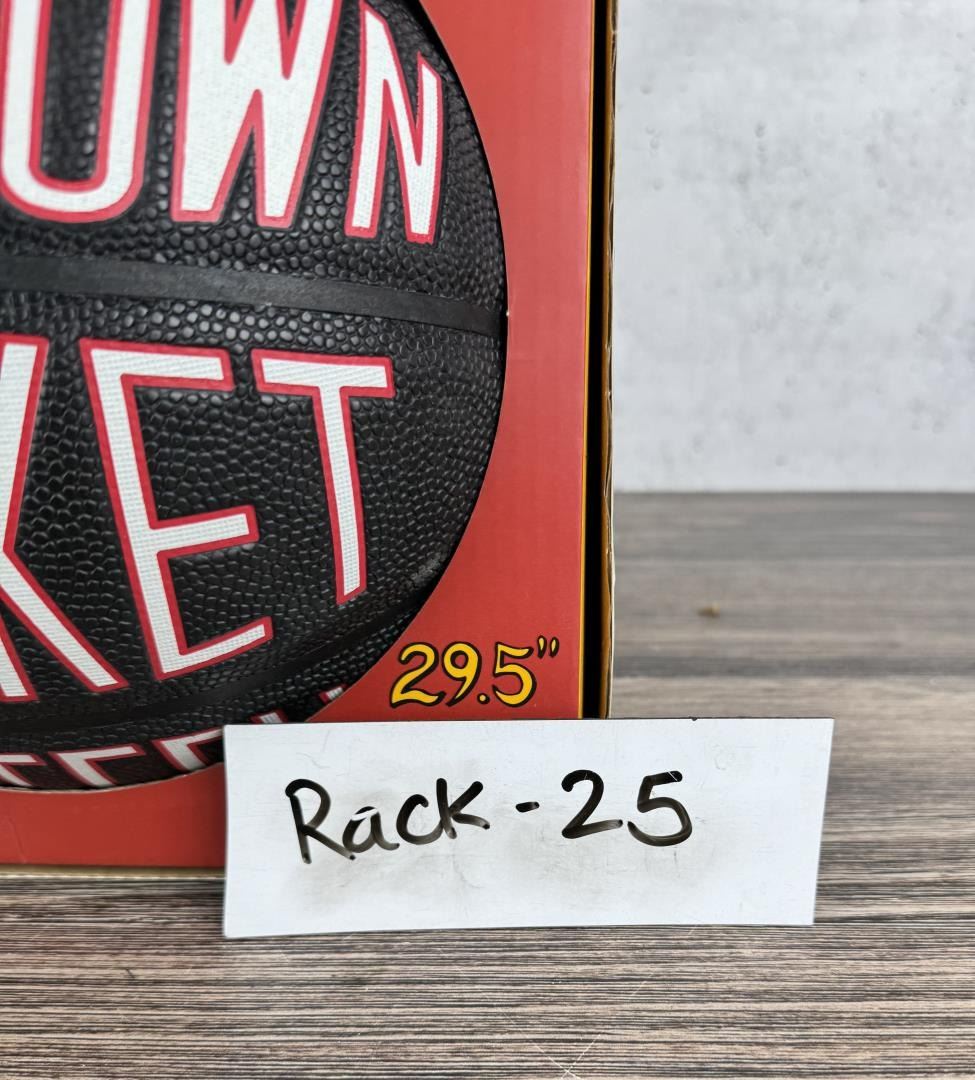 OWN
KET
29.5"
Rack-25